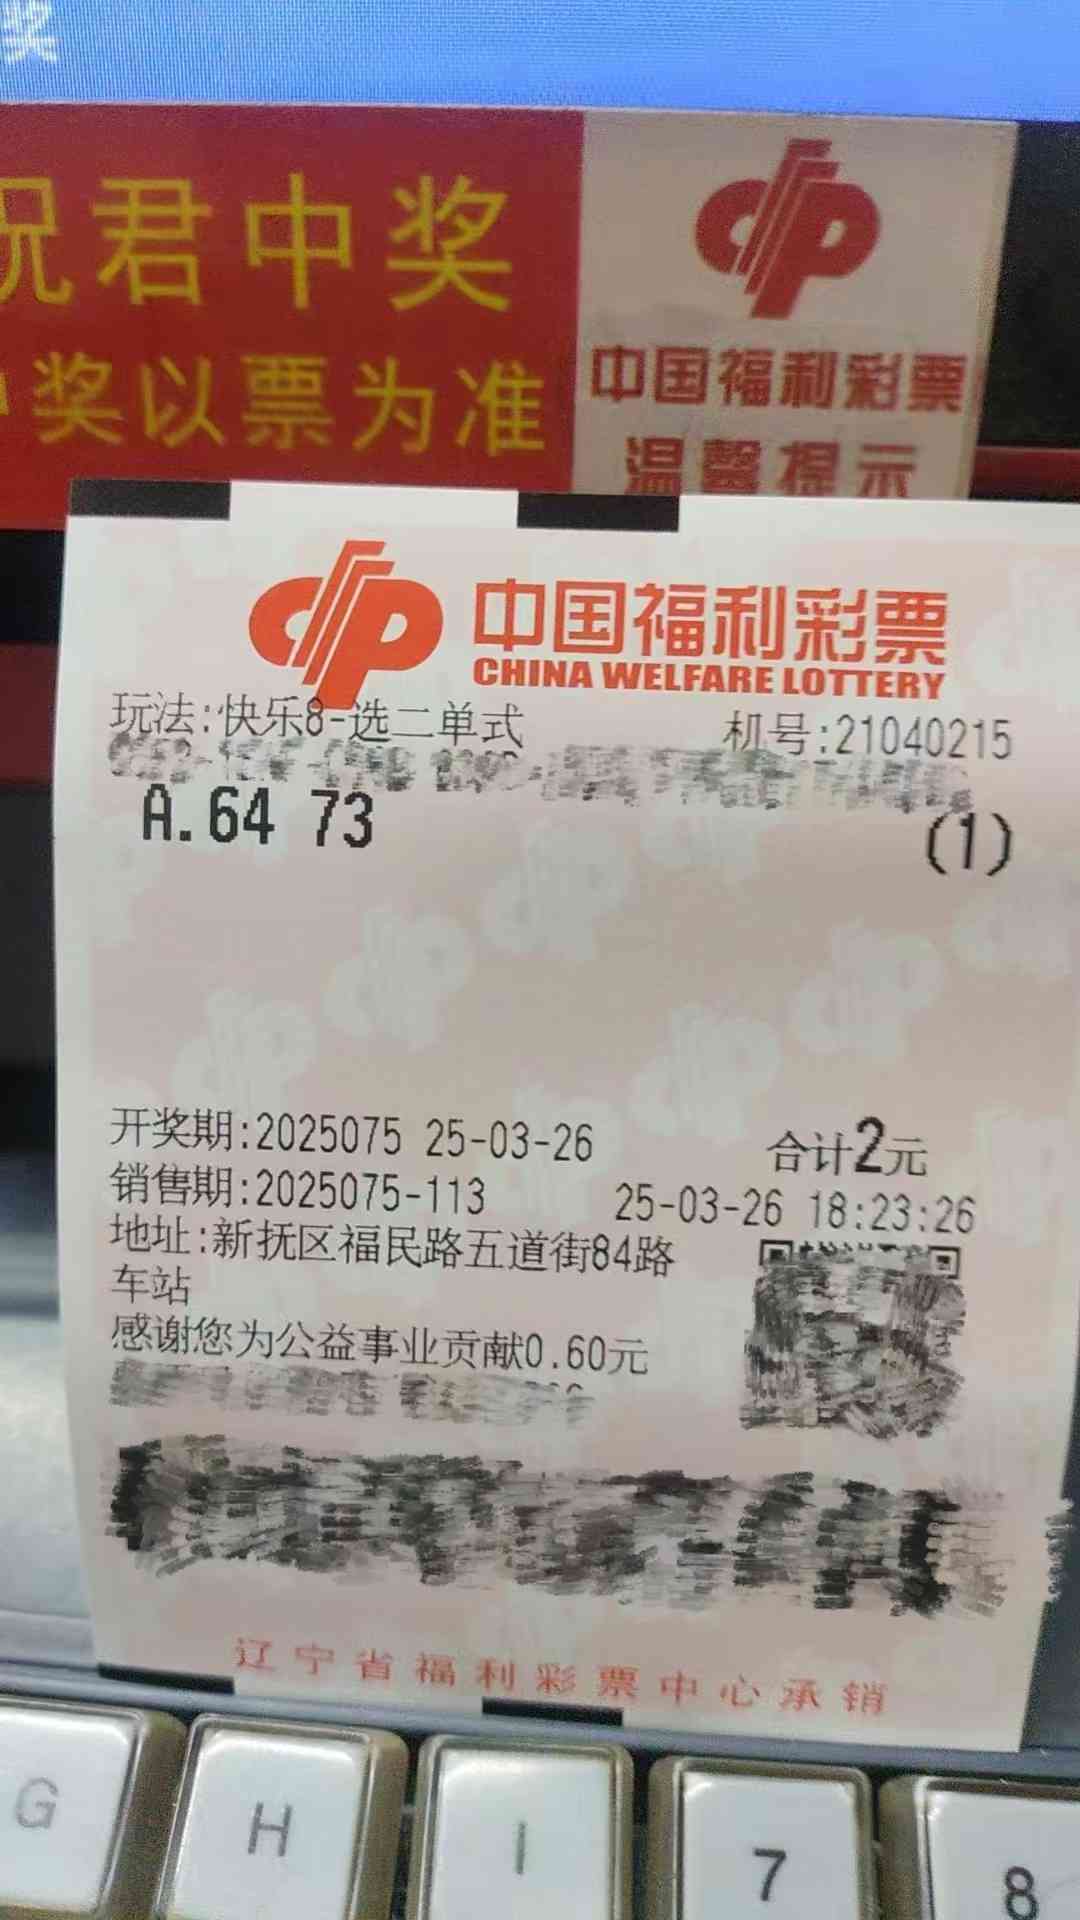 奖
祝君中奖
中奖以票为准
中国福利彩票
温馨提示
中国福利彩票
CHINA WELFARE LOTTERY
玩法:快乐8-选二单式 机号:21040215
A.64 73 (1)
开奖期:2025075 25-03-26 合计2元
销售期:2025075-113 25-03-26 18:23:26
地址:新抚区福民路五道街84路
车站
感谢您为公益事业贡献0.60元
辽宁省福利彩票中心承销
G H I 7 8